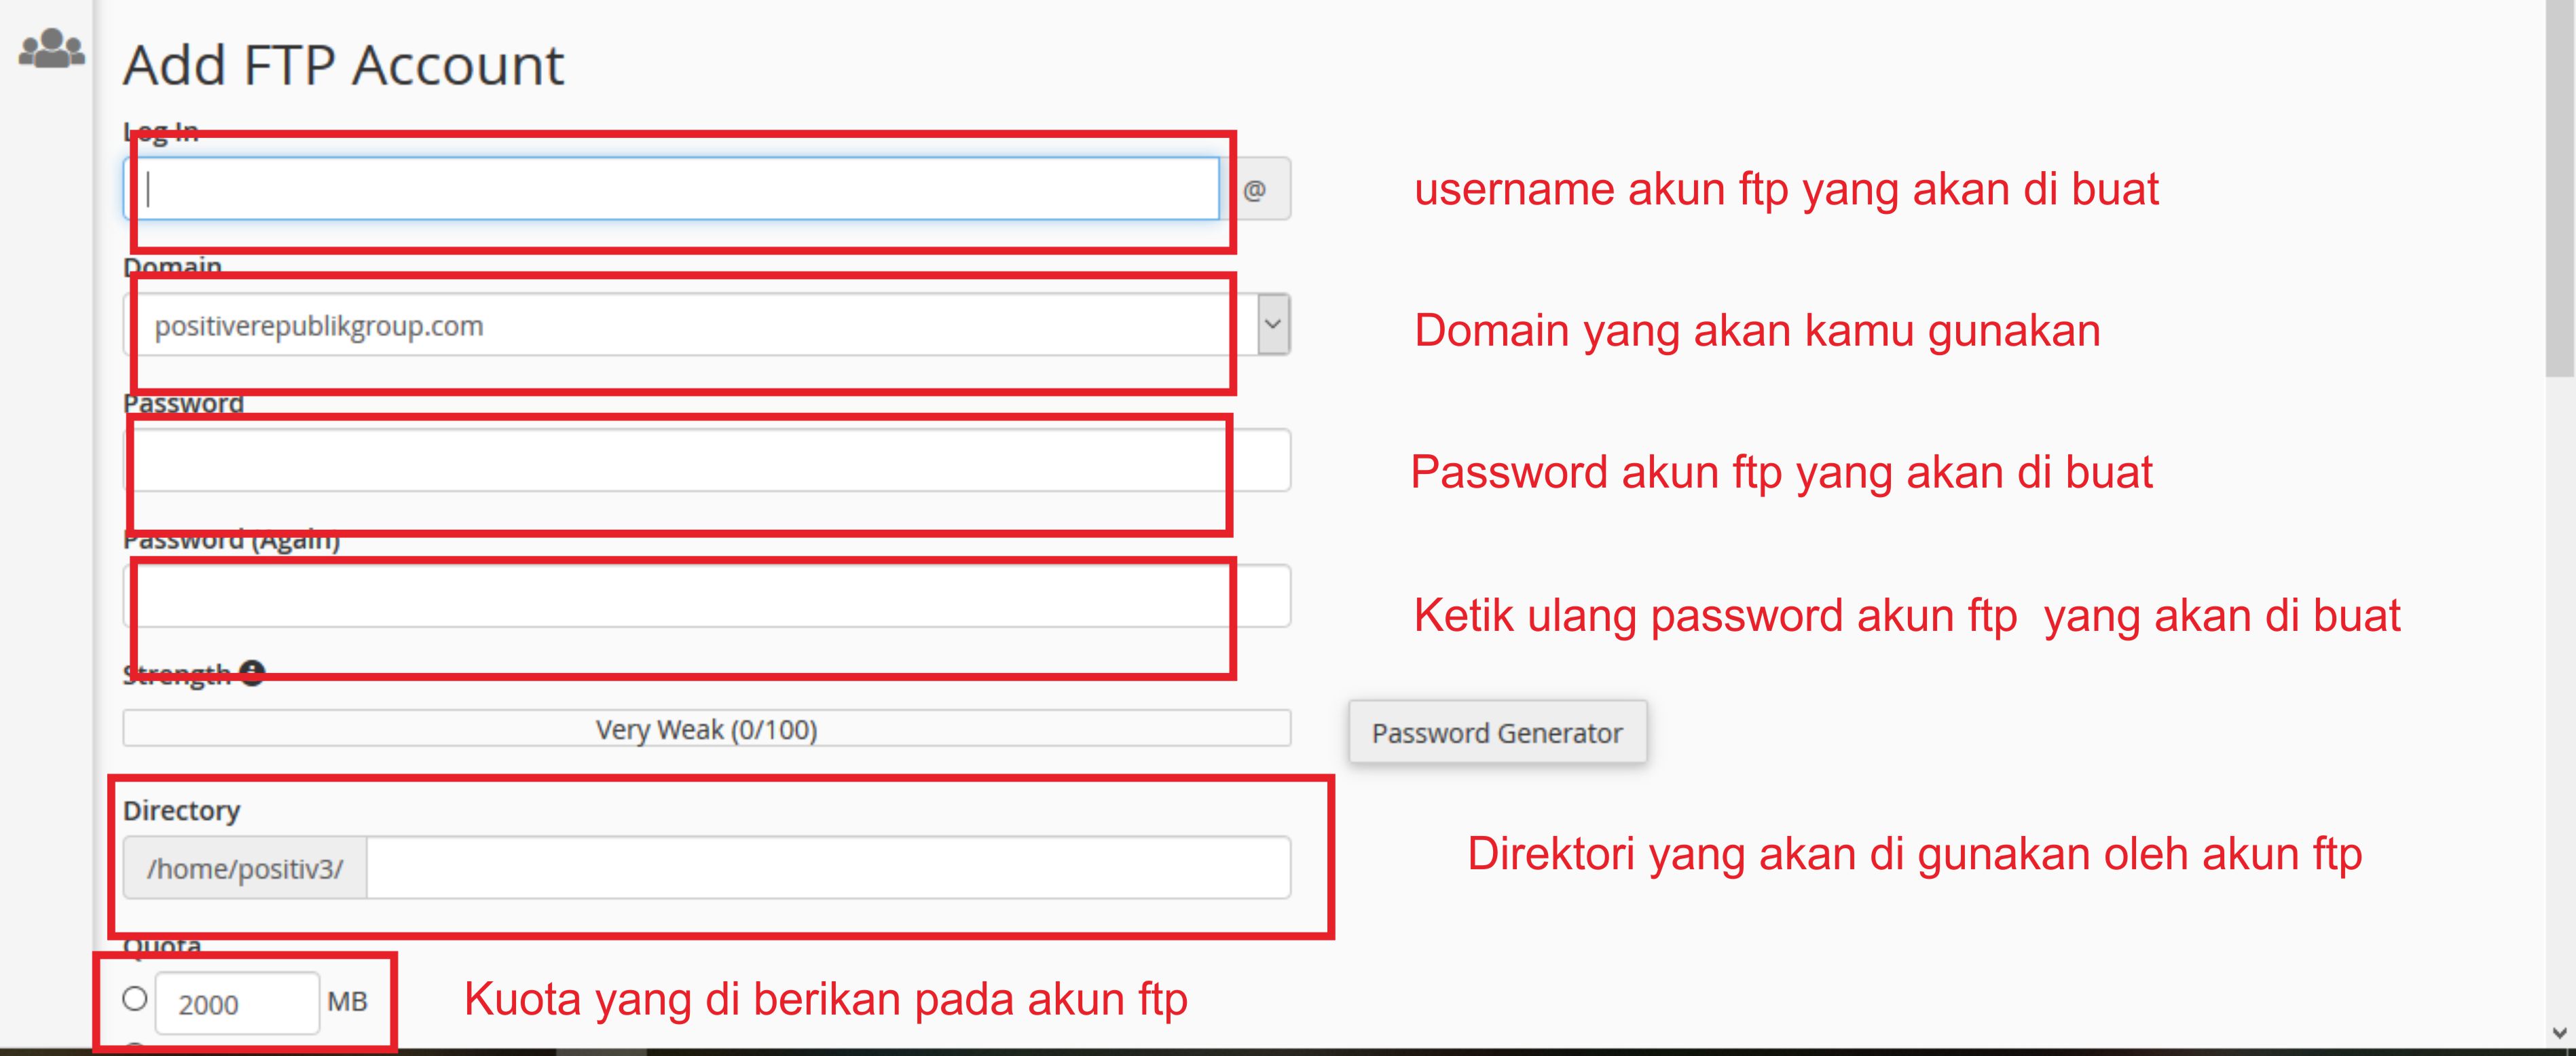 Add FTP Account
Log In
@
username akun ftp yang akan di buat
Domain
positiverepublikgroup.com
Domain yang akan kamu gunakan
Password
Password akun ftp yang akan di buat
Password (Again)
Ketik ulang password akun ftp yang akan di buat
Strength
Very Weak (0/100)
Password Generator
Directory
/home/positiv3/
Direktori yang akan di gunakan oleh akun ftp
Quota
2000 MB
Kuota yang di berikan pada akun ftp